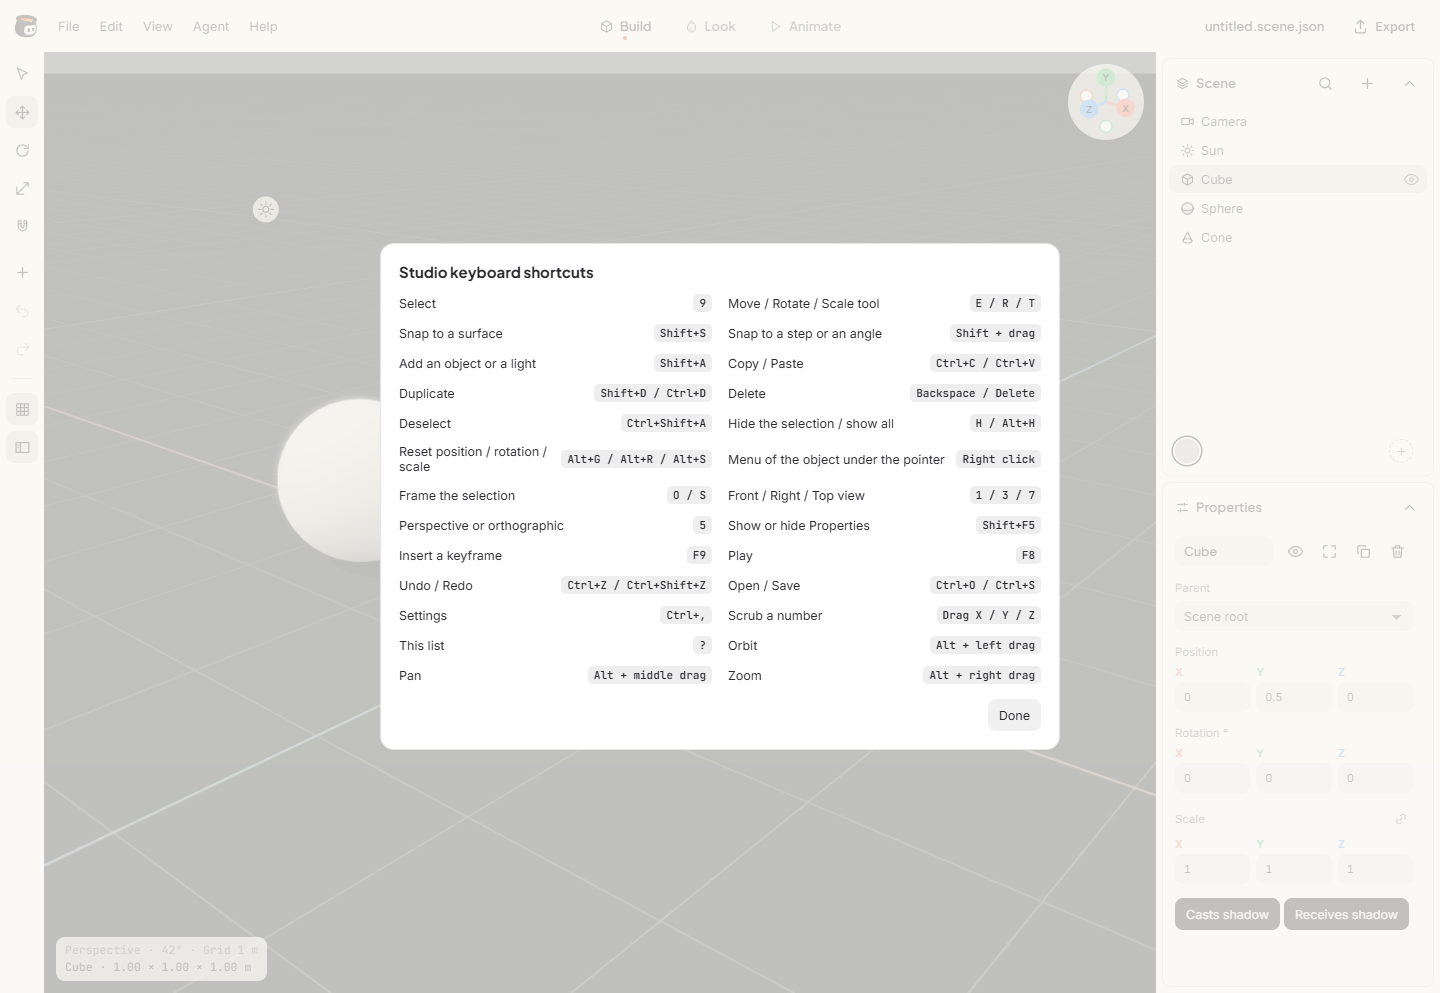 File Edit View Agent Help
Build Look Animate
untitled.scene.json Export
Y
Z X
Scene
Camera
Sun
Cube
Sphere
Cone
Studio keyboard shortcuts
Select 9 Move / Rotate / Scale tool E / R / T
Snap to a surface Shift+S Snap to a step or an angle Shift + drag
Add an object or a light Shift+A Copy / Paste Ctrl+C / Ctrl+V
Duplicate Shift+D / Ctrl+D Delete Backspace / Delete
Deselect Ctrl+Shift+A Hide the selection / show all H / Alt+H
Reset position / rotation /
scale Alt+G / Alt+R / Alt+S Menu of the object under the pointer Right click
Frame the selection O / S Front / Right / Top view 1 / 3 / 7
Perspective or orthographic 5 Show or hide Properties Shift+F5
Insert a keyframe F9 Play F8
Undo / Redo Ctrl+Z / Ctrl+Shift+Z Open / Save Ctrl+O / Ctrl+S
Settings Ctrl+, Scrub a number Drag X / Y / Z
This list ? Orbit Alt + left drag
Pan Alt + middle drag Zoom Alt + right drag
Done
Properties
Cube
Parent
Scene root
Position
X Y Z
0 0.5 0
Rotation °
X Y Z
0 0 0
Scale
X Y Z
1 1 1
Casts shadow Receives shadow
Perspective · 42° · Grid 1 m
Cube · 1.00 × 1.00 × 1.00 m